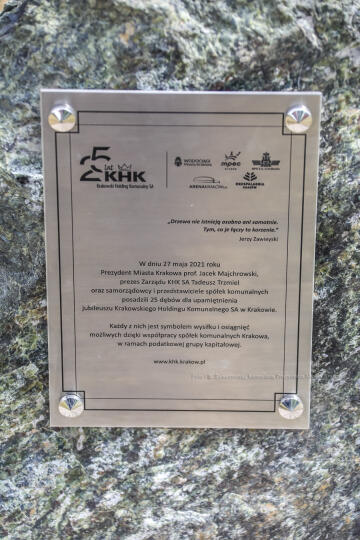 25 lat KHK
Krakowski Holding Komunalny SA
WODOCIĄGI
mpec
ARENAKRAKÓW
EKOSPALARNIA
KRAKÓW
„Drzewa nie istnieją osobno ani samotnie.
Tym, co je łączy to korzenie."
Jerzy Zawieyski
W dniu 27 maja 2021 roku
Prezydent Miasta Krakowa prof. Jacek Majchrowski,
prezes Zarządu KHK SA Tadeusz Trzmiel
oraz samorządowcy i przedstawiciele spółek komunalnych
posadzili 25 dębów dla upamiętnienia
jubileuszu Krakowskiego Holdingu Komunalnego SA w Krakowie.
Każdy z nich jest symbolem wysiłku i osiągnięć
możliwych dzięki współpracy spółek komunalnych Krakowa,
w ramach podatkowej grupy kapitałowej.
www.khk.krakow.pl